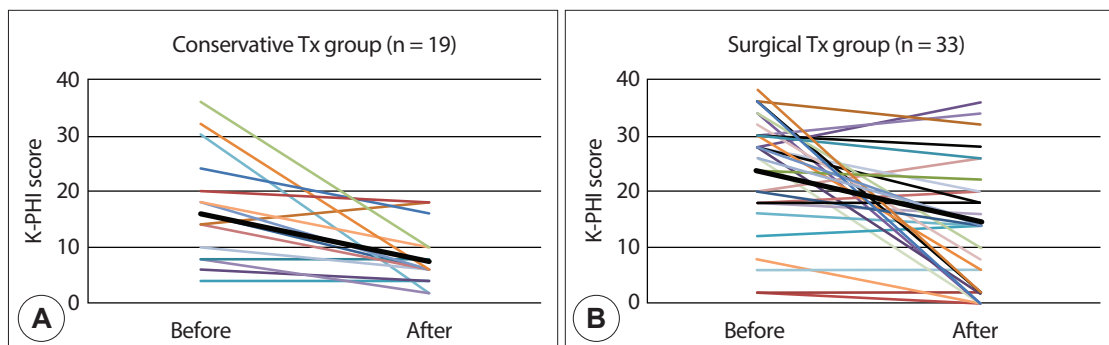 Conservative Tx group (n = 19)
40
30
20
10
0
K-PHI score
Before
After
A
Surgical Tx group (n = 33)
40
30
20
10
0
K-PHI score
Before
After
B